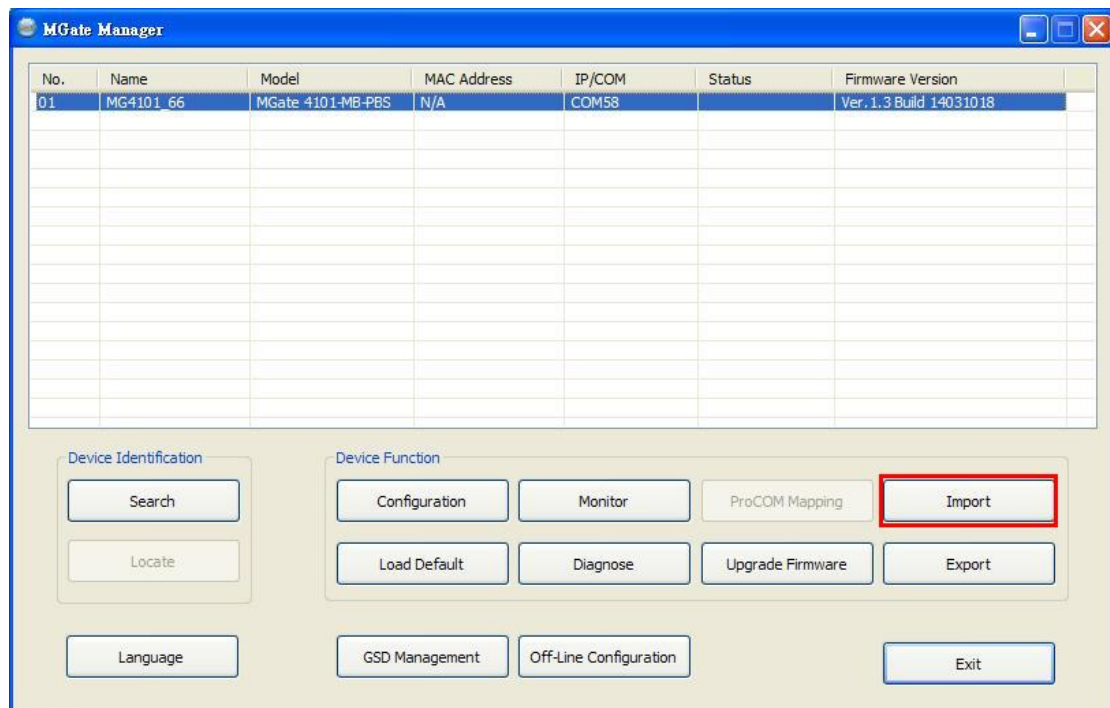 MGate Manager
No. Name Model MAC Address IP/COM Status Firmware Version
01 MG4101_66 MGate 4101-MB-PBS N/A COM58 Ver.1.3 Build 14031018
Device Identification Device Function
Search Configuration Monitor ProCOM Mapping Import
Locate Load Default Diagnose Upgrade Firmware Export
Language GSD Management Off-Line Configuration Exit